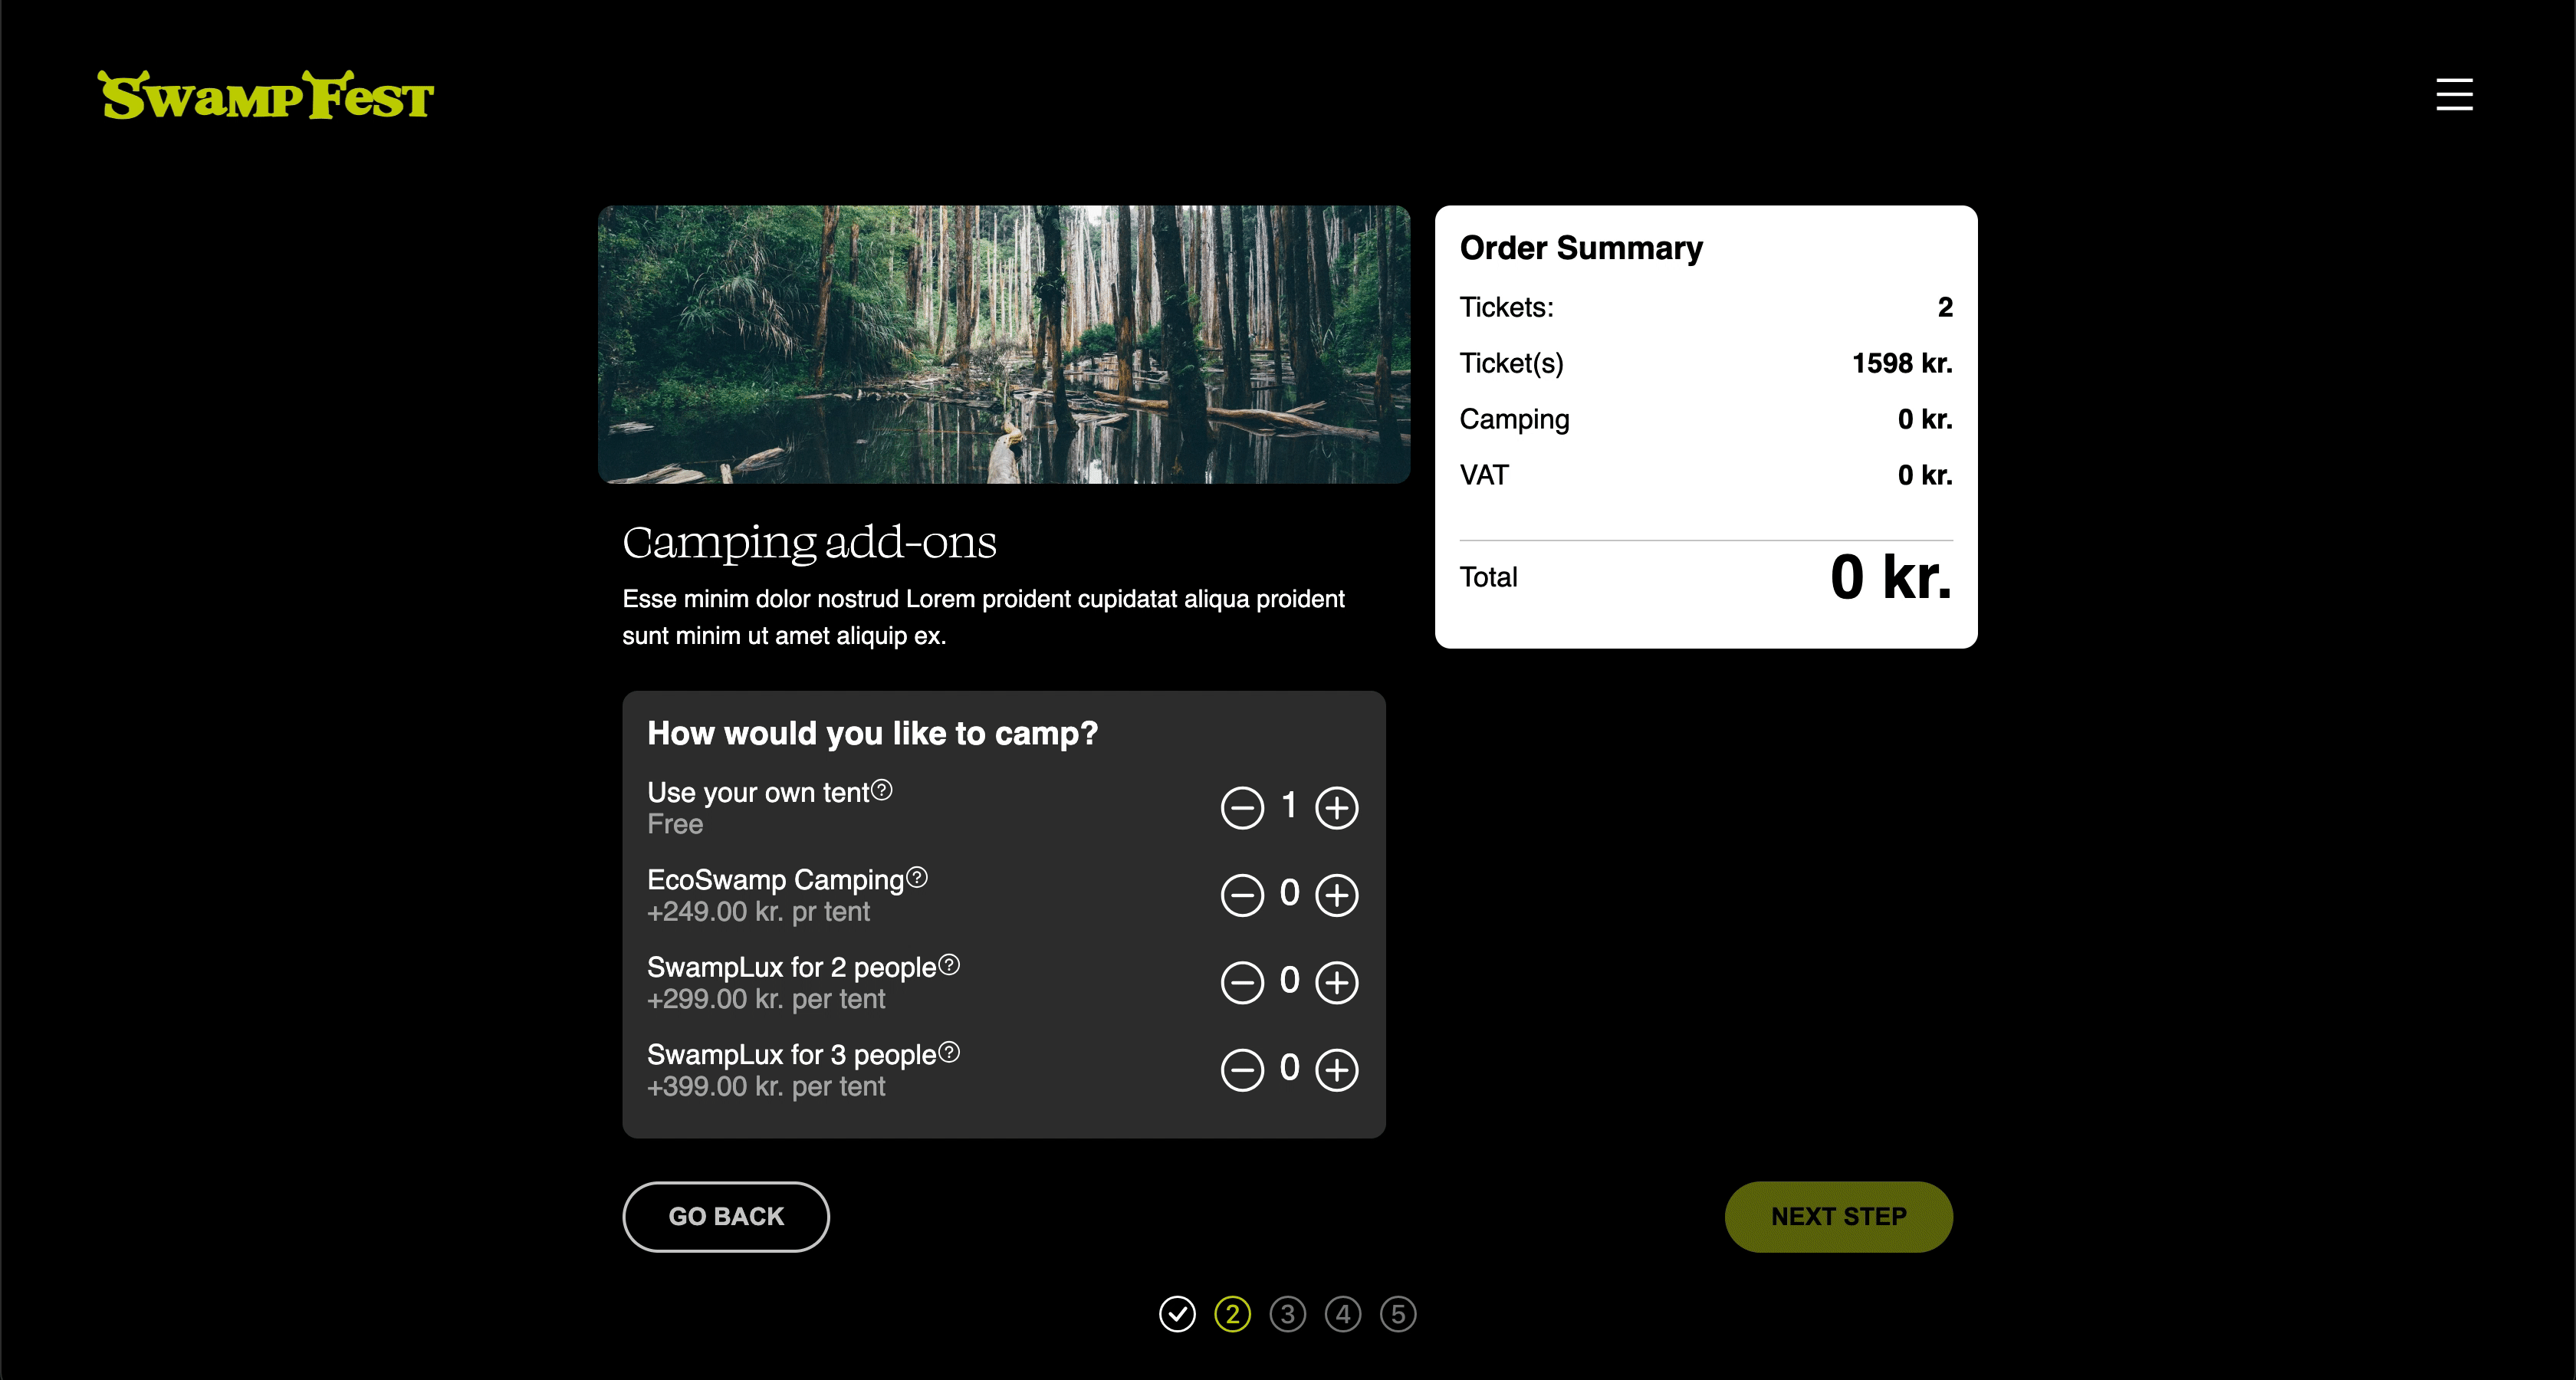 SwampFest
Order Summary
Tickets: 2
Ticket(s) 1598 kr.
Camping 0 kr.
VAT 0 kr.
Total 0 kr.
Camping add-ons
Esse minim dolor nostrud Lorem proident cupidatat aliqua proident
sunt minim ut amet aliquip ex.
How would you like to camp?
Use your own tent ? 1
Free
EcoSwamp Camping ? 0
+249.00 kr. pr tent
SwampLux for 2 people ? 0
+299.00 kr. per tent
SwampLux for 3 people ? 0
+399.00 kr. per tent
GO BACK
NEXT STEP
2 3 4 5